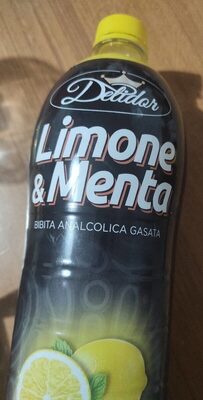 Delidor
Limone
& Menta
BIBITA ANALCOLICA GASATA